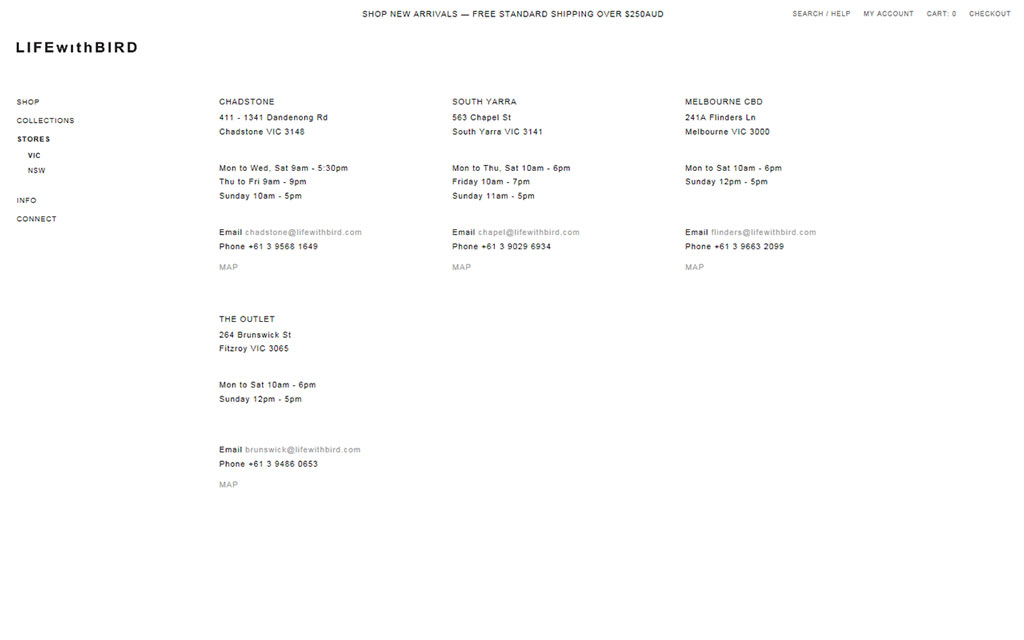 SHOP NEW ARRIVALS — FREE STANDARD SHIPPING OVER $250AUD
SEARCH / HELP
MY ACCOUNT
CART: 0
CHECKOUT
LIFEwithBIRD
SHOP
COLLECTIONS
STORES
VIC
NSW
INFO
CONNECT
CHADSTONE
411 - 1341 Dandenong Rd
Chadstone VIC 3148
Mon to Wed, Sat 9am - 5:30pm
Thu to Fri 9am - 9pm
Sunday 10am - 5pm
Email chadstone@lifewithbird.com
Phone +61 3 9568 1649
MAP
SOUTH YARRA
563 Chapel St
South Yarra VIC 3141
Mon to Thu, Sat 10am - 6pm
Friday 10am - 7pm
Sunday 11am - 5pm
Email chapel@lifewithbird.com
Phone +61 3 9029 6934
MAP
MELBOURNE CBD
241A Flinders Ln
Melbourne VIC 3000
Mon to Sat 10am - 6pm
Sunday 12pm - 5pm
Email flinders@lifewithbird.com
Phone +61 3 9663 2099
MAP
THE OUTLET
264 Brunswick St
Fitzroy VIC 3065
Mon to Sat 10am - 6pm
Sunday 12pm - 5pm
Email brunswick@lifewithbird.com
Phone +61 3 9486 0653
MAP